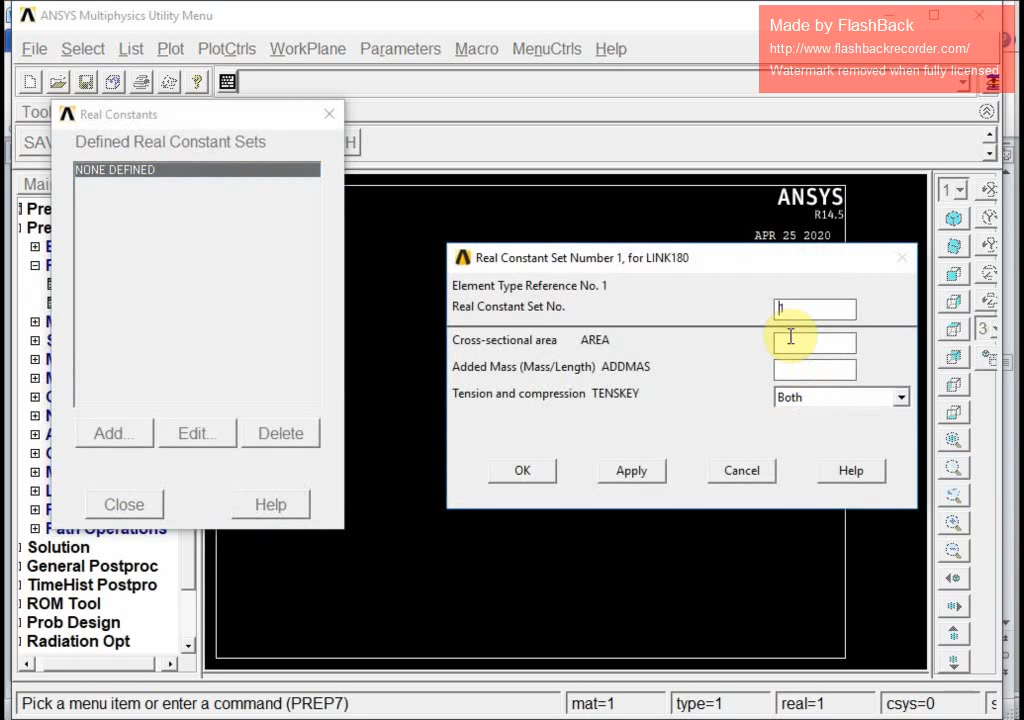 ANSYS Multiphysics Utility Menu
Made by FlashBack
http://www.flashbackrecorder.com/
Watermark removed when fully licensed
File Select List Plot PlotCtrls WorkPlane Parameters Macro MenuCtrls Help
Real Constants
Defined Real Constant Sets
NONE DEFINED
Add... Edit... Delete
Close Help
H
1
3
ANSYS
R14.5
APR 25 2020
Real Constant Set Number 1, for LINK180
Element Type Reference No. 1
Real Constant Set No. 1
Cross-sectional area AREA
Added Mass (Mass/Length) ADDMAS
Tension and compression TENSKEY Both
OK Apply Cancel Help
Path Operations
Solution
General Postproc
TimeHist Postpro
ROM Tool
Prob Design
Radiation Opt
Pick a menu item or enter a command (PREP7) mat=1 type=1 real=1 csys=0